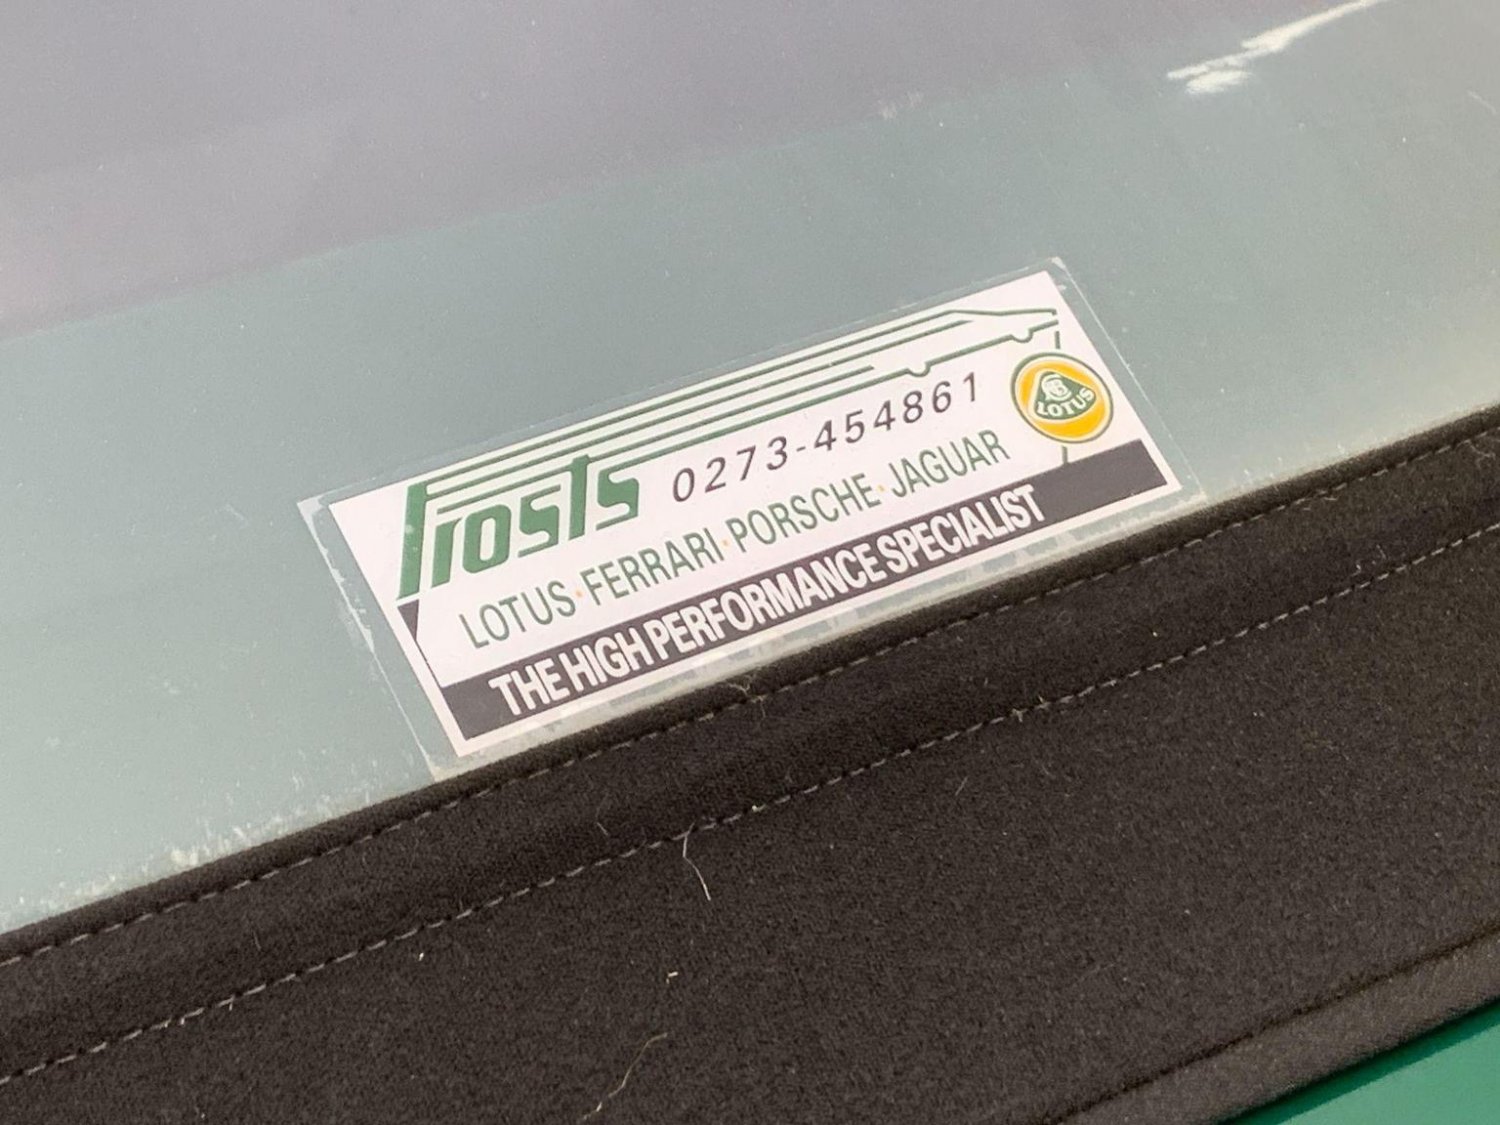 Frosts 0273-454861
LOTUS
LOTUS·FERRARI·PORSCHE·JAGUAR
THE HIGH PERFORMANCE SPECIALIST